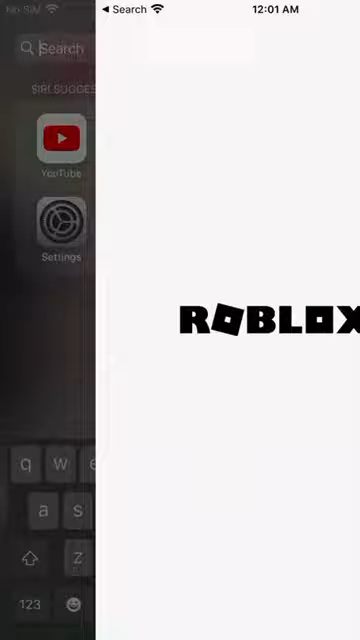 No SIM
Search 12:01 AM
Search
SIRI SUGGES
YouTube
Settings
ROBLOX
q w e
a s
z
123